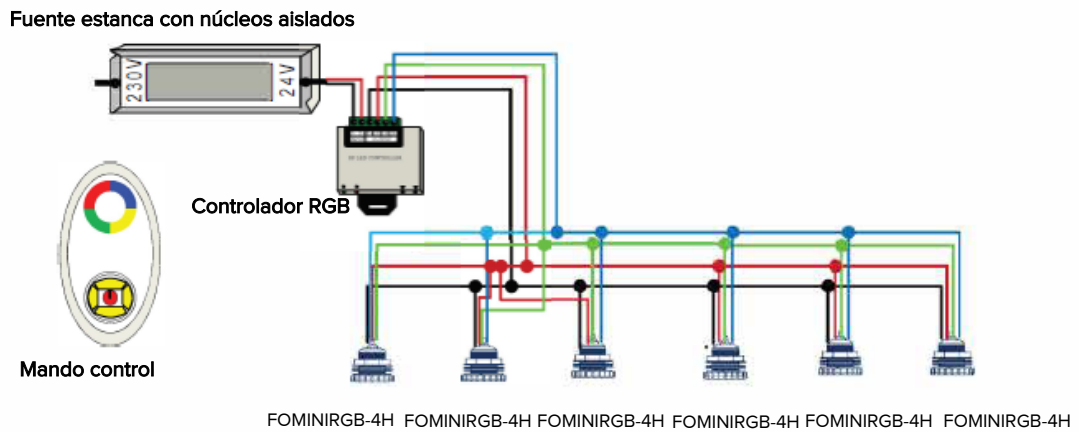 Fuente estanca con núcleos aislados
230V
24V
Controlador RGB
Mando control
FOMINIRGB-4H FOMINIRGB-4H FOMINIRGB-4H FOMINIRGB-4H FOMINIRGB-4H FOMINIRGB-4H